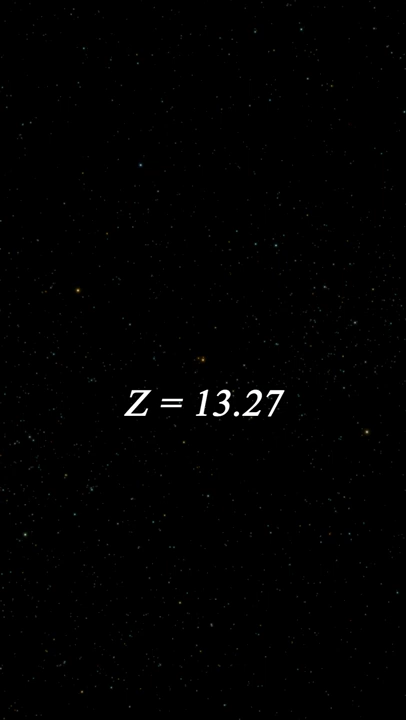 Z = 13.27